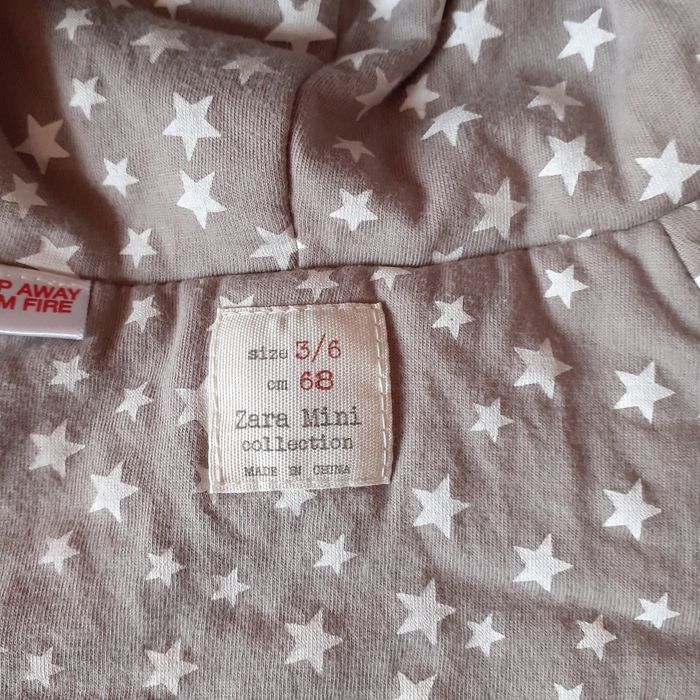 P AWAY
M FIRE
size 3/6
cm 68
Zara Mini
collection
MADE IN CHINA